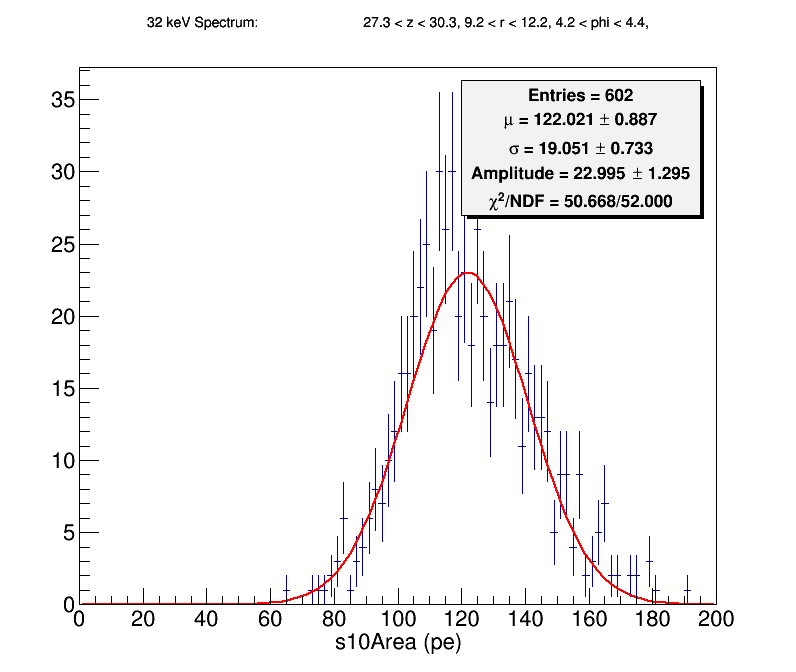 32 keV Spectrum: 27.3 < z < 30.3, 9.2 < r < 12.2, 4.2 < phi < 4.4,
Entries = 602
μ = 122.021 ± 0.887
σ = 19.051 ± 0.733
Amplitude = 22.995 ± 1.295
χ²/NDF = 50.668/52.000
35
30
25
20
15
10
5
0
0 20 40 60 80 100 120 140 160 180 200
s10Area (pe)